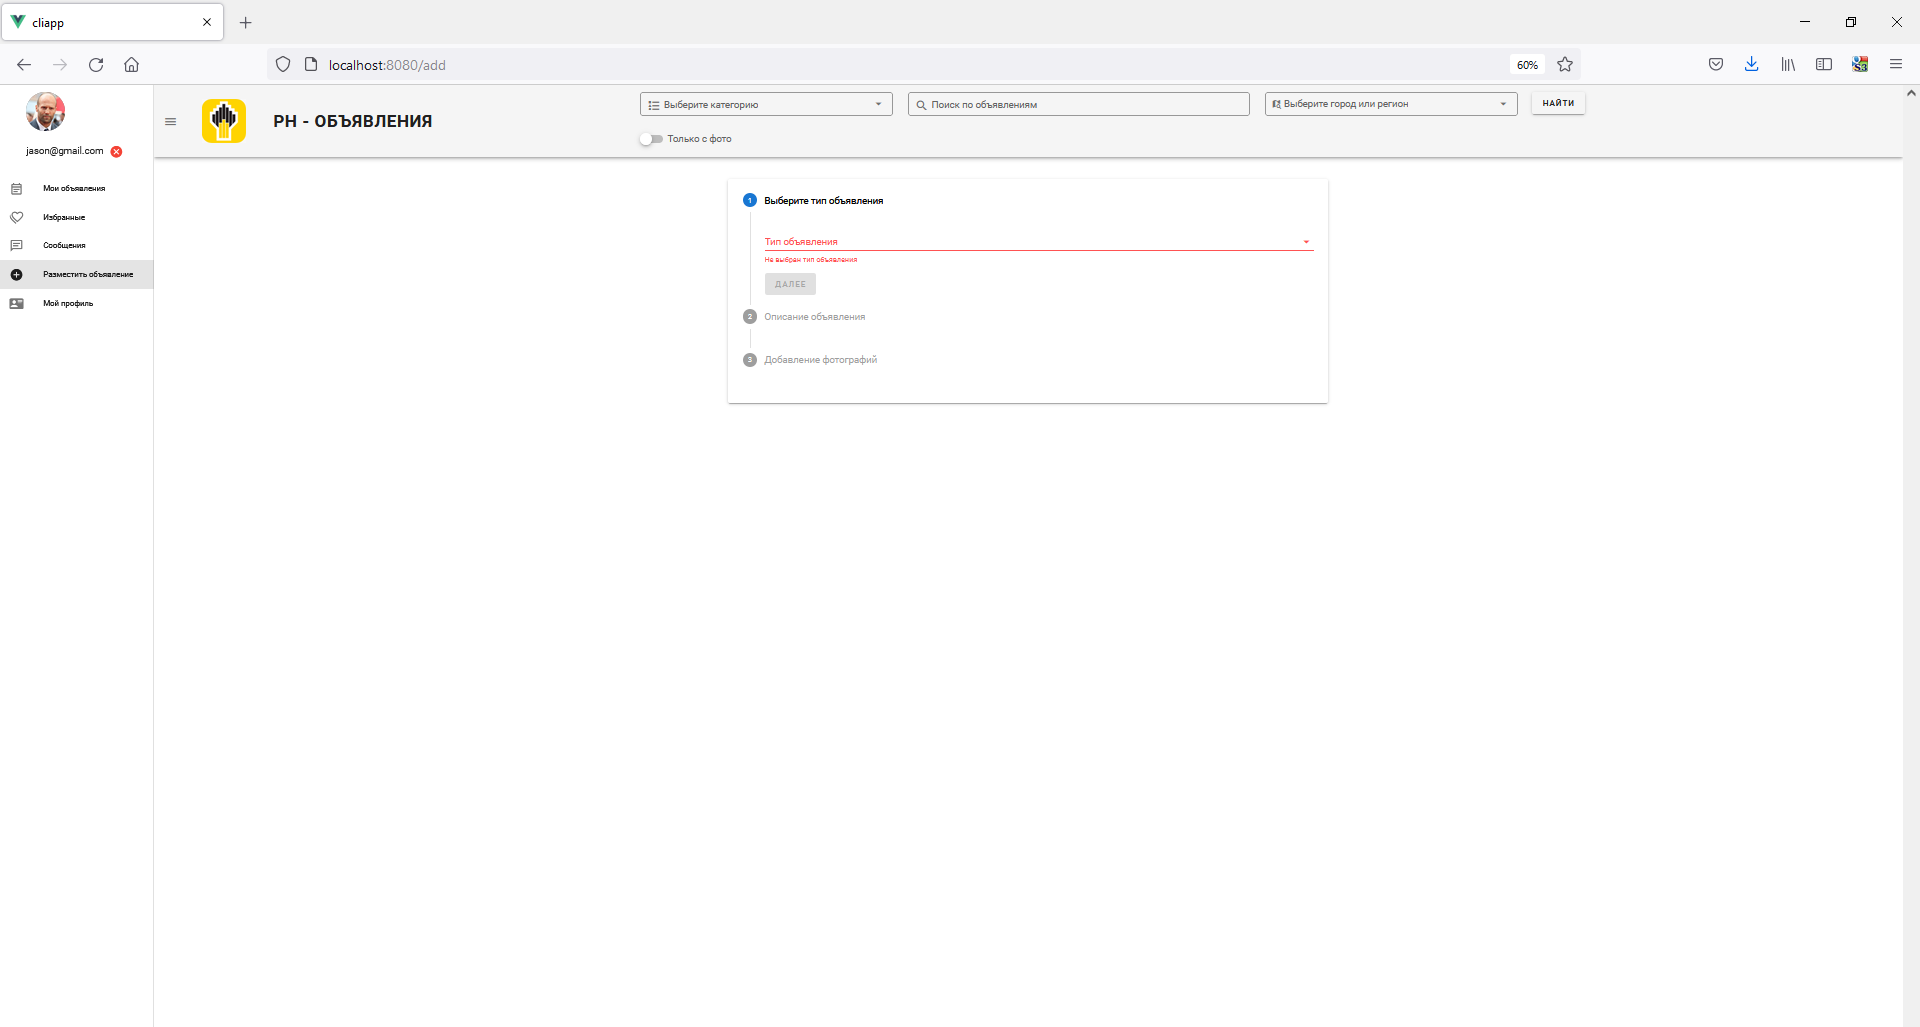 cliapp
localhost:8080/add
60%
S3
jason@gmail.com
Мои объявления
Избранные
Сообщения
Разместить объявление
Мой профиль
РН - ОБЪЯВЛЕНИЯ
Выберите категорию
Поиск по объявлениям
Выберите город или регион
НАЙТИ
Только с фото
1 Выберите тип объявления
Тип объявления
Не выбран тип объявления
ДАЛЕЕ
2 Описание объявления
3 Добавление фотографий